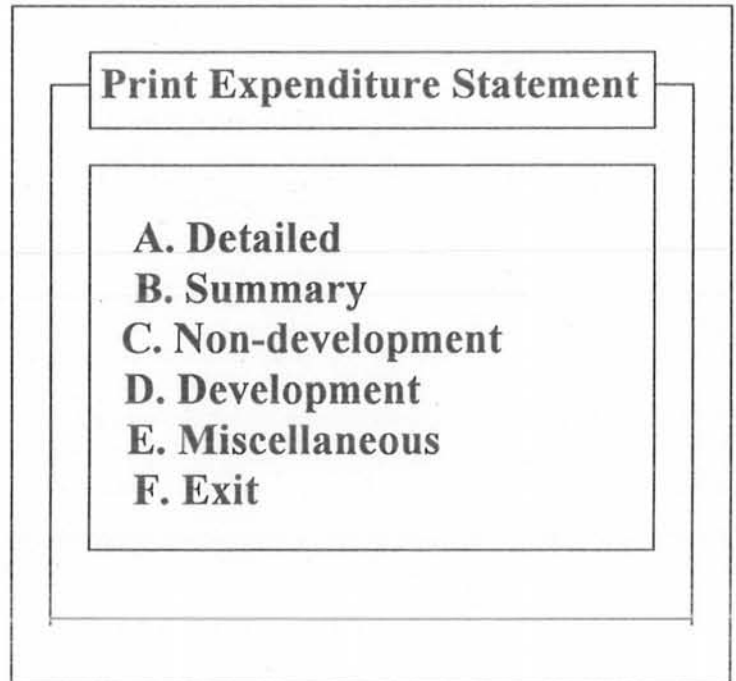 Print Expenditure Statement
A. Detailed
B. Summary
C. Non-development
D. Development
E. Miscellaneous
F. Exit